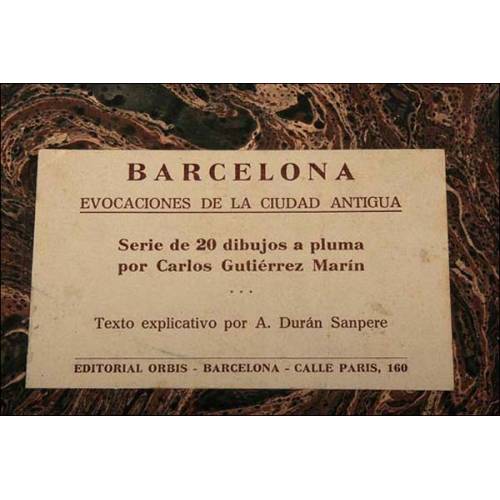 BARCELONA
EVOCACIONES DE LA CIUDAD ANTIGUA
Serie de 20 dibujos a pluma
por Carlos Gutiérrez Marín
...
Texto explicativo por A. Durán Sanpere
EDITORIAL ORBIS - BARCELONA - CALLE PARIS, 160